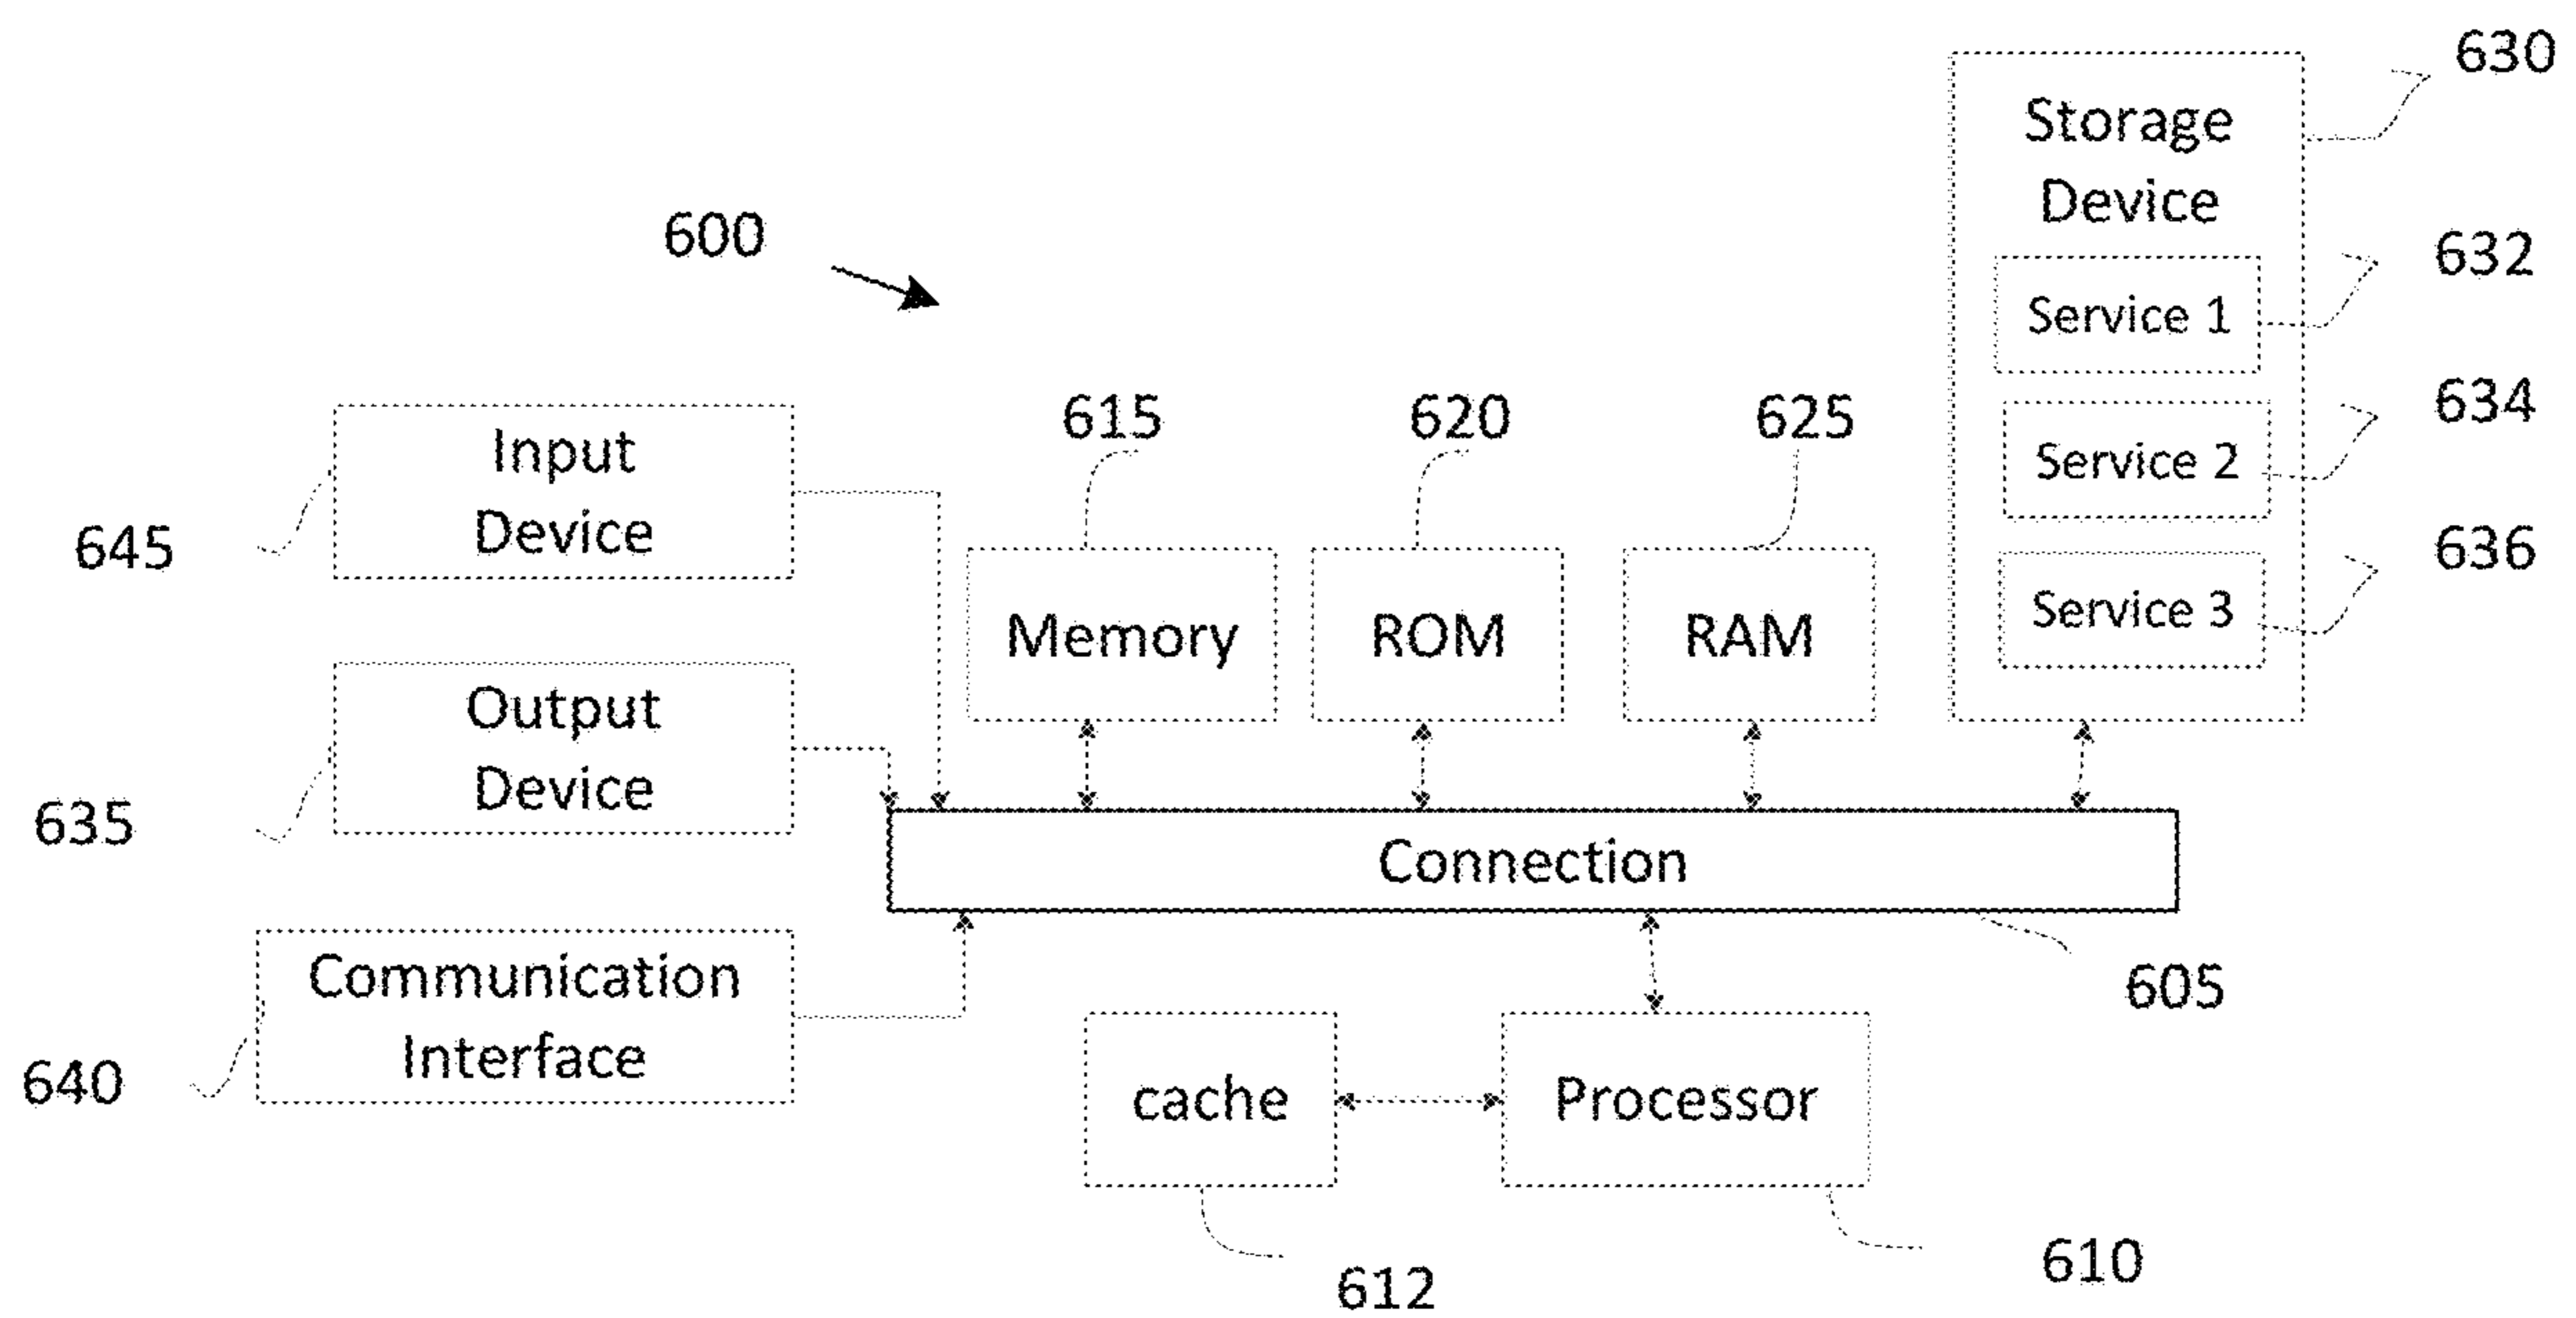 630
Storage
Device
600
632
Service 1
615
620
625
634
Input
Device
Service 2
645
636
Memory
ROM
RAM
Service 3
Output
Device
635
Connection
Communication
Interface
605
640
cache
Processor
612
610